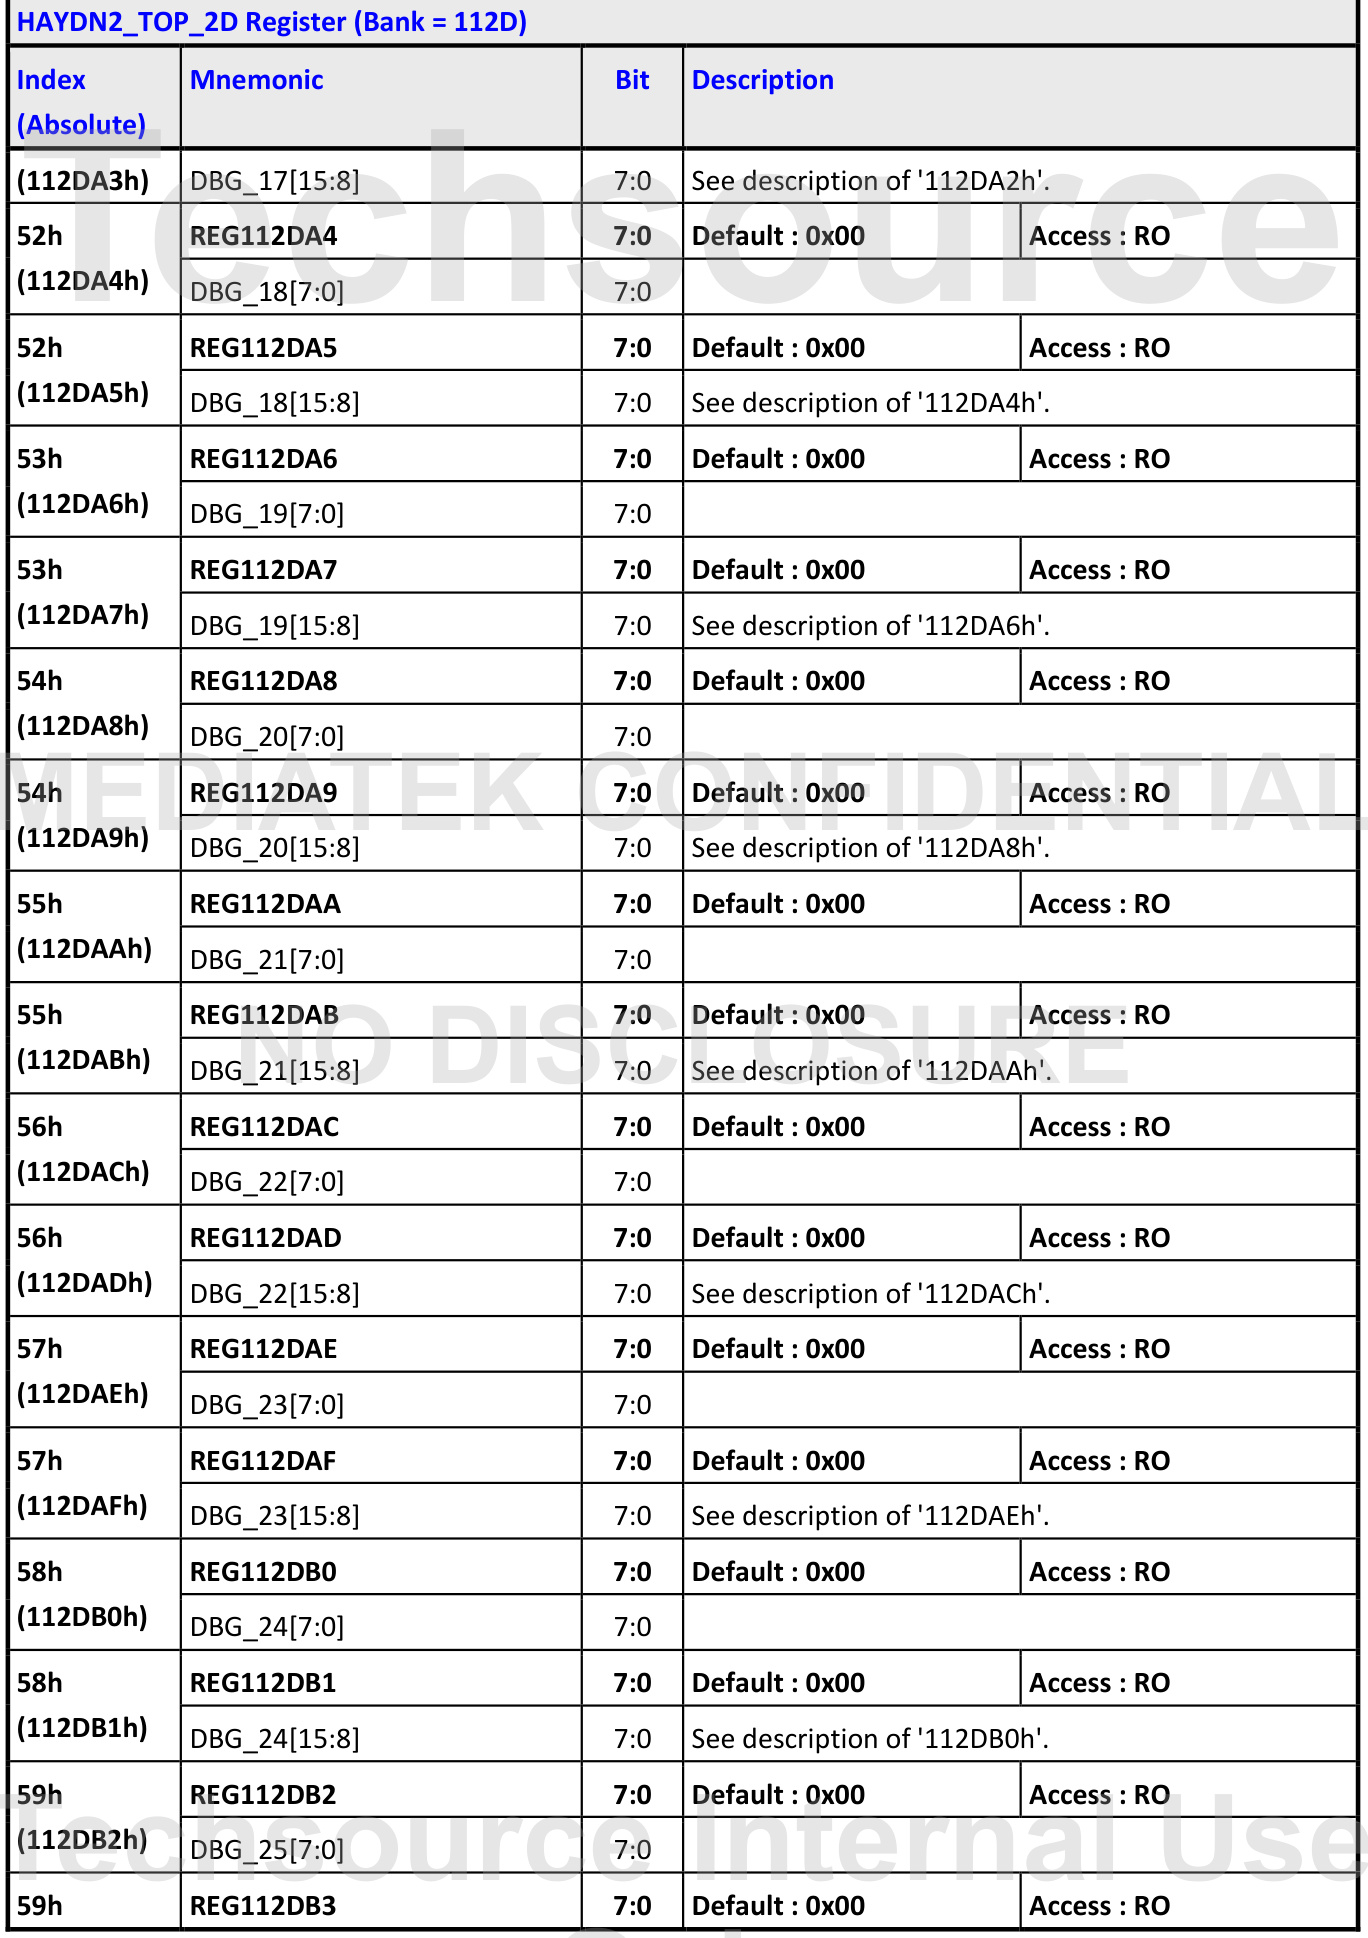 HAYDN2_TOP_2D Register (Bank = 112D)
Index (Absolute) Mnemonic Bit Description
(112DA3h) DBG_17[15:8] 7:0 See description of '112DA2h'.
52h REG112DA4 7:0 Default : 0x00 Access : RO
(112DA4h) DBG_18[7:0] 7:0
52h REG112DA5 7:0 Default : 0x00 Access : RO
(112DA5h) DBG_18[15:8] 7:0 See description of '112DA4h'.
53h REG112DA6 7:0 Default : 0x00 Access : RO
(112DA6h) DBG_19[7:0] 7:0
53h REG112DA7 7:0 Default : 0x00 Access : RO
(112DA7h) DBG_19[15:8] 7:0 See description of '112DA6h'.
54h REG112DA8 7:0 Default : 0x00 Access : RO
(112DA8h) DBG_20[7:0] 7:0
54h REG112DA9 7:0 Default : 0x00 Access : RO
(112DA9h) DBG_20[15:8] 7:0 See description of '112DA8h'.
55h REG112DAA 7:0 Default : 0x00 Access : RO
(112DAAh) DBG_21[7:0] 7:0
55h REG112DAB 7:0 Default : 0x00 Access : RO
(112DABh) DBG_21[15:8] 7:0 See description of '112DAAh'.
56h REG112DAC 7:0 Default : 0x00 Access : RO
(112DACh) DBG_22[7:0] 7:0
56h REG112DAD 7:0 Default : 0x00 Access : RO
(112DADh) DBG_22[15:8] 7:0 See description of '112DACh'.
57h REG112DAE 7:0 Default : 0x00 Access : RO
(112DAEh) DBG_23[7:0] 7:0
57h REG112DAF 7:0 Default : 0x00 Access : RO
(112DAFh) DBG_23[15:8] 7:0 See description of '112DAEh'.
58h REG112DB0 7:0 Default : 0x00 Access : RO
(112DB0h) DBG_24[7:0] 7:0
58h REG112DB1 7:0 Default : 0x00 Access : RO
(112DB1h) DBG_24[15:8] 7:0 See description of '112DB0h'.
59h REG112DB2 7:0 Default : 0x00 Access : RO
(112DB2h) DBG_25[7:0] 7:0
59h REG112DB3 7:0 Default : 0x00 Access : RO
Techsource
MEDIATEK CONFIDENTIAL
NO DISCLOSURE
Techsource Internal Use